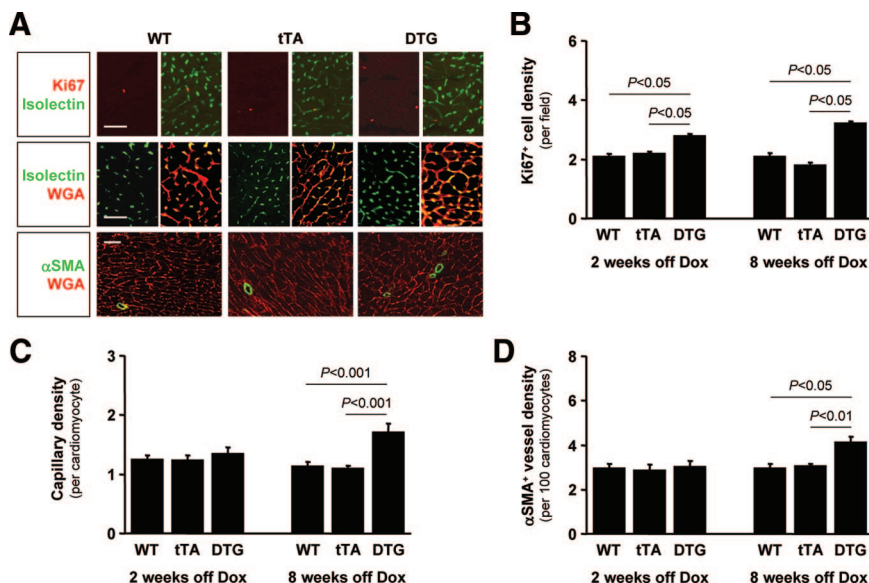 A
WT tTA DTG
Ki67
Isolectin
Isolectin
WGA
αSMA
WGA
B
Ki67⁺ cell density
(per field)
6
4
2
0
P<0.05
P<0.05
P<0.05
P<0.05
WT tTA DTG WT tTA DTG
2 weeks off Dox 8 weeks off Dox
C
Capillary density
(per cardiomyocyte)
3
2
1
0
P<0.001
P<0.001
WT tTA DTG WT tTA DTG
2 weeks off Dox 8 weeks off Dox
D
αSMA⁺ vessel density
(per 100 cardiomyocytes)
8
6
4
2
0
P<0.05
P<0.01
WT tTA DTG WT tTA DTG
2 weeks off Dox 8 weeks off Dox